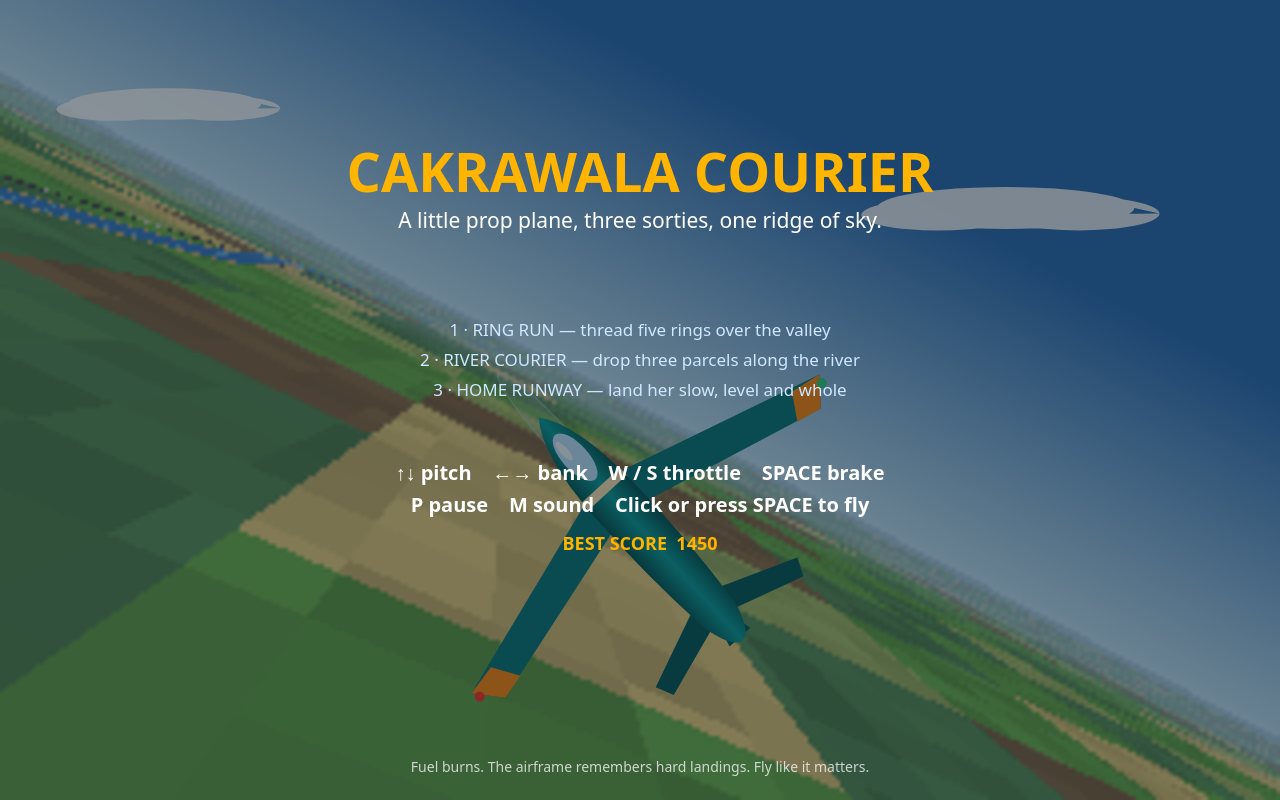 CAKRAWALA COURIER
A little prop plane, three sorties, one ridge of sky.
1 · RING RUN — thread five rings over the valley
2 · RIVER COURIER — drop three parcels along the river
3 · HOME RUNWAY — land her slow, level and whole
↑↓ pitch ←→ bank W / S throttle SPACE brake
P pause M sound Click or press SPACE to fly
BEST SCORE 1450
Fuel burns. The airframe remembers hard landings. Fly like it matters.